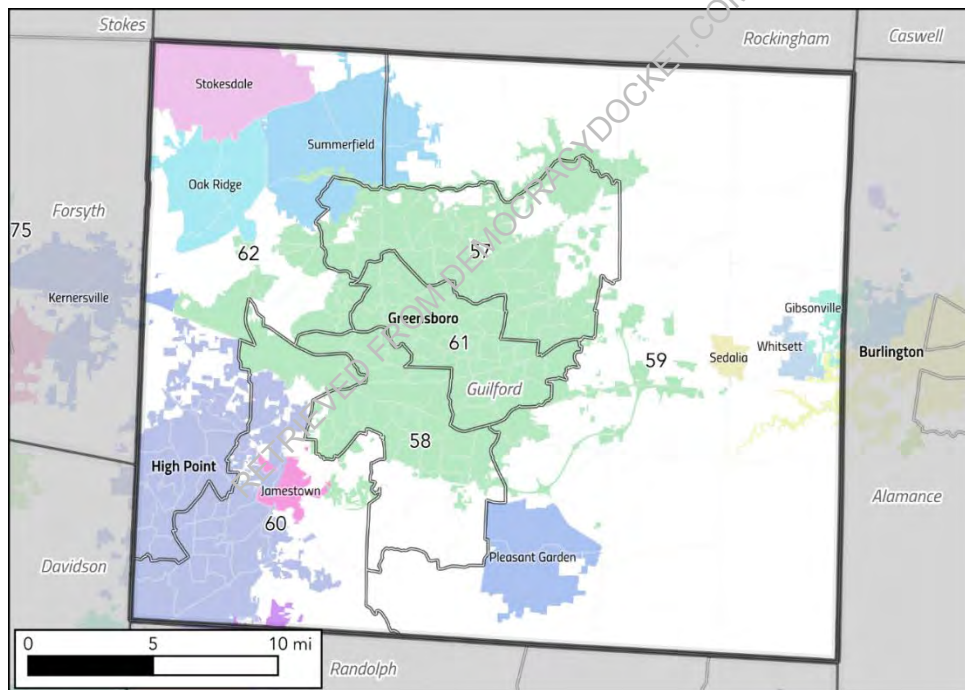 Stokes
Rockingham
Caswell
Stokesdale
Summerfield
Oak Ridge
Forsyth
75
62
57
Kernersville
Greensboro
61
Gibsonville
Whitsett
Sedalia
59
Burlington
Guilford
58
High Point
Jamestown
60
Alamance
Pleasant Garden
Davidson
0 5 10 mi
Randolph
RETRIEVED FROM DEMOCRACYDOCKET.COM